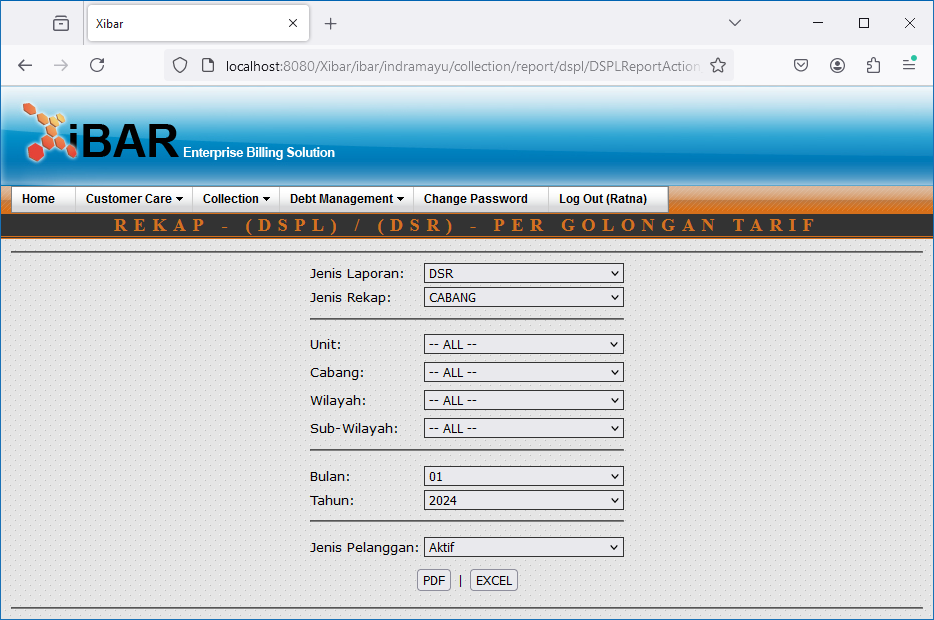 Xibar
localhost:8080/Xibar/ibar/indramayu/collection/report/dspl/DSPLReportAction
iBAR Enterprise Billing Solution
Home Customer Care Collection Debt Management Change Password Log Out (Ratna)
REKAP - (DSPL) / (DSR) - PER GOLONGAN TARIF
Jenis Laporan: DSR
Jenis Rekap: CABANG
Unit: -- ALL --
Cabang: -- ALL --
Wilayah: -- ALL --
Sub-Wilayah: -- ALL --
Bulan: 01
Tahun: 2024
Jenis Pelanggan: Aktif
PDF | EXCEL